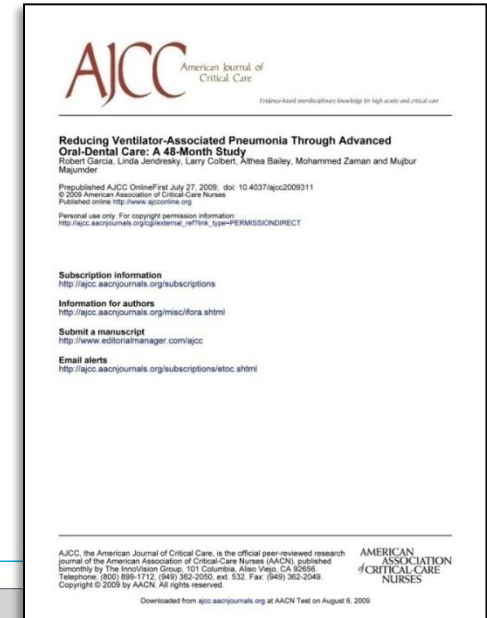 AJCC
American Journal of
Critical Care
Evidence-based interdisciplinary knowledge for high acuity and critical care
Reducing Ventilator-Associated Pneumonia Through Advanced
Oral-Dental Care: A 48-Month Study
Robert Garcia, Linda Jendresky, Larry Colbert, Althea Bailey, Mohammed Zaman and Mujbur
Majumder
Prepublished AJCC OnlineFirst July 27, 2009; doi: 10.4037/ajcc2009311
© 2009 American Association of Critical-Care Nurses
Published online http://www.ajcconline.org
Personal use only. For copyright permission information:
http://ajcc.aacnjournals.org/cgi/external_ref?link_type=PERMISSIONDIRECT
Subscription information
http://ajcc.aacnjournals.org/subscriptions
Information for authors
http://ajcc.aacnjournals.org/misc/ifora.shtml
Submit a manuscript
http://www.editorialmanager.com/ajcc
Email alerts
http://ajcc.aacnjournals.org/subscriptions/etoc.shtml
AJCC, the American Journal of Critical Care, is the official peer-reviewed research
journal of the American Association of Critical-Care Nurses (AACN), published
bimonthly by The InnoVision Group, 101 Columbia, Aliso Viejo, CA 92656.
Telephone: (800) 899-1712, (949) 362-2050, ext. 532. Fax: (949) 362-2049.
Copyright © 2009 by AACN. All rights reserved.
AMERICAN
ASSOCIATION
of CRITICAL-CARE
NURSES
Downloaded from ajcc.aacnjournals.org at AACN Test on August 6, 2009